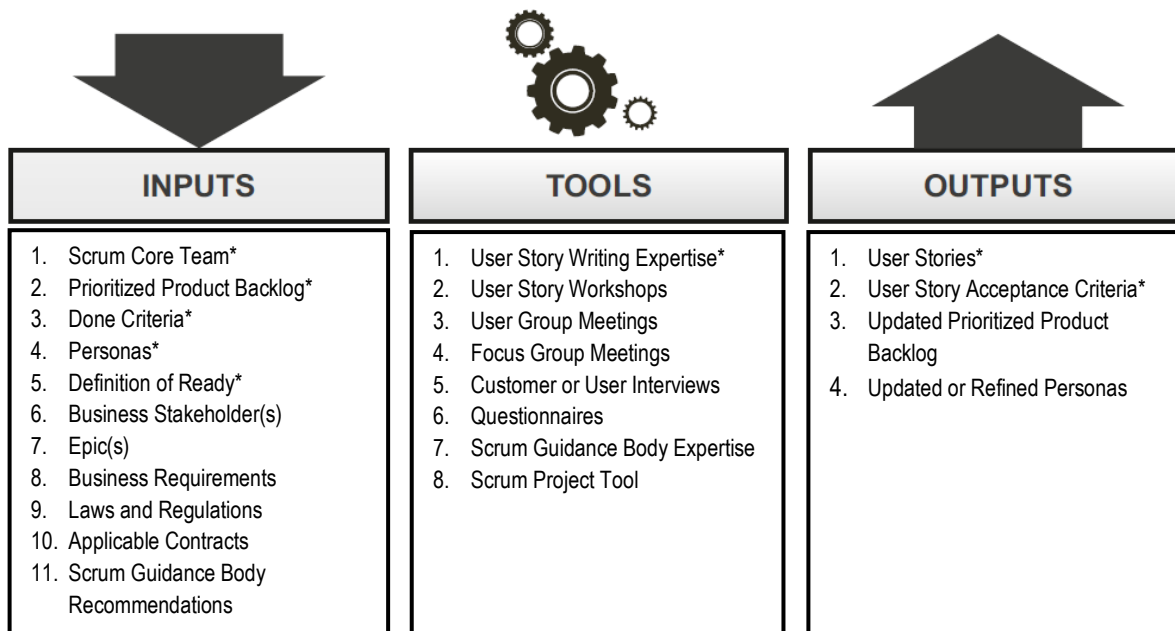 INPUTS
1. Scrum Core Team*
2. Prioritized Product Backlog*
3. Done Criteria*
4. Personas*
5. Definition of Ready*
6. Business Stakeholder(s)
7. Epic(s)
8. Business Requirements
9. Laws and Regulations
10. Applicable Contracts
11. Scrum Guidance Body
Recommendations
TOOLS
1. User Story Writing Expertise*
2. User Story Workshops
3. User Group Meetings
4. Focus Group Meetings
5. Customer or User Interviews
6. Questionnaires
7. Scrum Guidance Body Expertise
8. Scrum Project Tool
OUTPUTS
1. User Stories*
2. User Story Acceptance Criteria*
3. Updated Prioritized Product
Backlog
4. Updated or Refined Personas